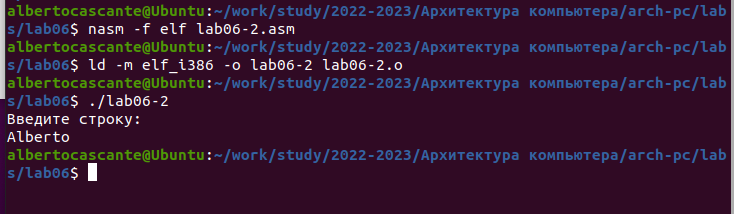 albertocascante@Ubuntu:~/work/study/2022-2023/Архитектура компьютера/arch-pc/lab
s/lab06$ nasm -f elf lab06-2.asm
albertocascante@Ubuntu:~/work/study/2022-2023/Архитектура компьютера/arch-pc/lab
s/lab06$ ld -m elf_i386 -o lab06-2 lab06-2.o
albertocascante@Ubuntu:~/work/study/2022-2023/Архитектура компьютера/arch-pc/lab
s/lab06$ ./lab06-2
Введите строку:
Alberto
albertocascante@Ubuntu:~/work/study/2022-2023/Архитектура компьютера/arch-pc/lab
s/lab06$